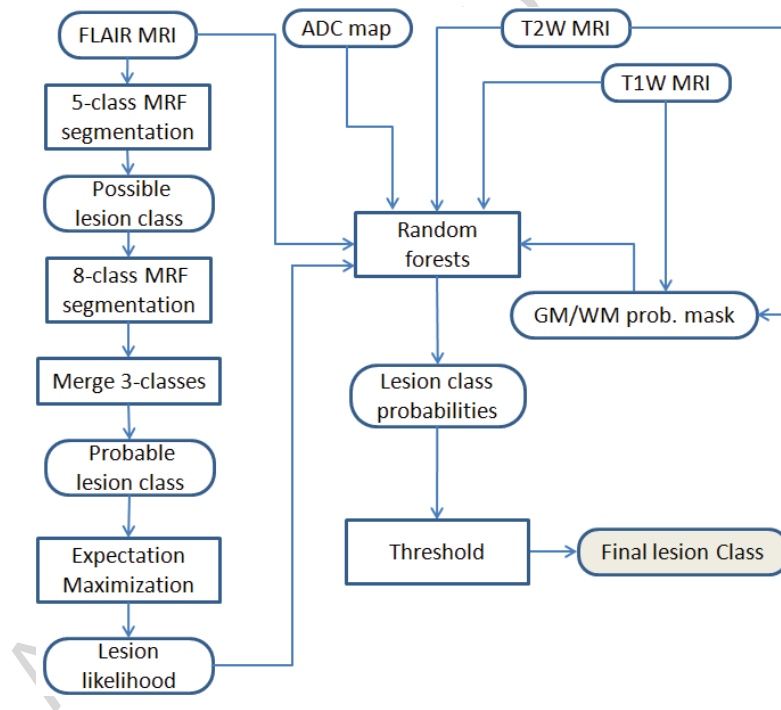 FLAIR MRI
ADC map
T2W MRI
T1W MRI
5-class MRF
segmentation
Possible
lesion class
8-class MRF
segmentation
Merge 3-classes
Probable
lesion class
Expectation
Maximization
Lesion
likelihood
Random
forests
GM/WM prob. mask
Lesion class
probabilities
Threshold
Final lesion Class